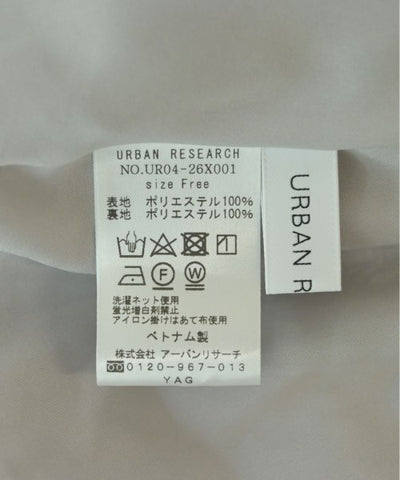 URBAN RESEARCH
NO.UR04-26X001
size Free
表地 ポリエステル100%
裏地 ポリエステル100%
F W
洗濯ネット使用
蛍光増白剤禁止
アイロン掛けはあて布使用
ベトナム製
株式会社 アーバンリサーチ
0120-967-013
YAG
URBAN R